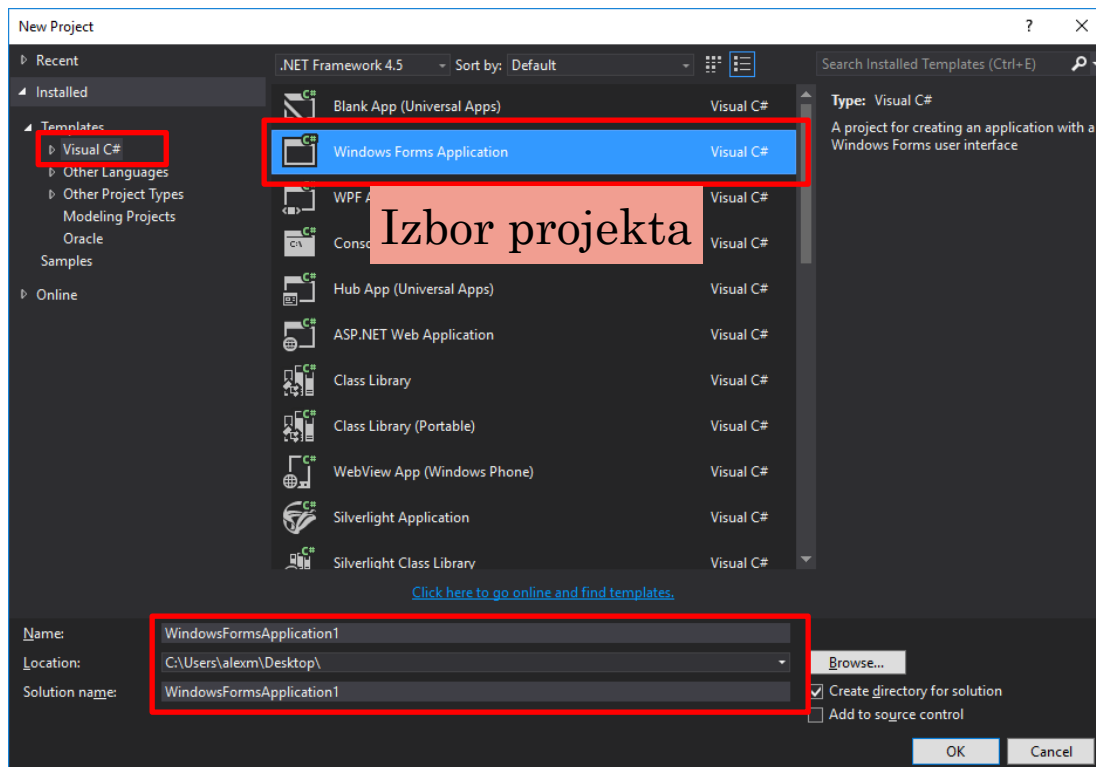 New Project
?
Recent
.NET Framework 4.5
Sort by: Default
Search Installed Templates (Ctrl+E)
Installed
Templates
Visual C#
Other Languages
Other Project Types
Modeling Projects
Oracle
Samples
Online
Blank App (Universal Apps) Visual C#
Windows Forms Application Visual C#
WPF Visual C#
Izbor projekta
Visual C#
Hub App (Universal Apps) Visual C#
ASP.NET Web Application Visual C#
Class Library Visual C#
Class Library (Portable) Visual C#
WebView App (Windows Phone) Visual C#
Silverlight Application Visual C#
Silverlight Class Library Visual C#
Type: Visual C#
A project for creating an application with a
Windows Forms user interface
Click here to go online and find templates.
Name: WindowsFormsApplication1
Location: C:\Users\alexm\Desktop\
Browse...
Solution name: WindowsFormsApplication1
Create directory for solution
Add to source control
OK
Cancel